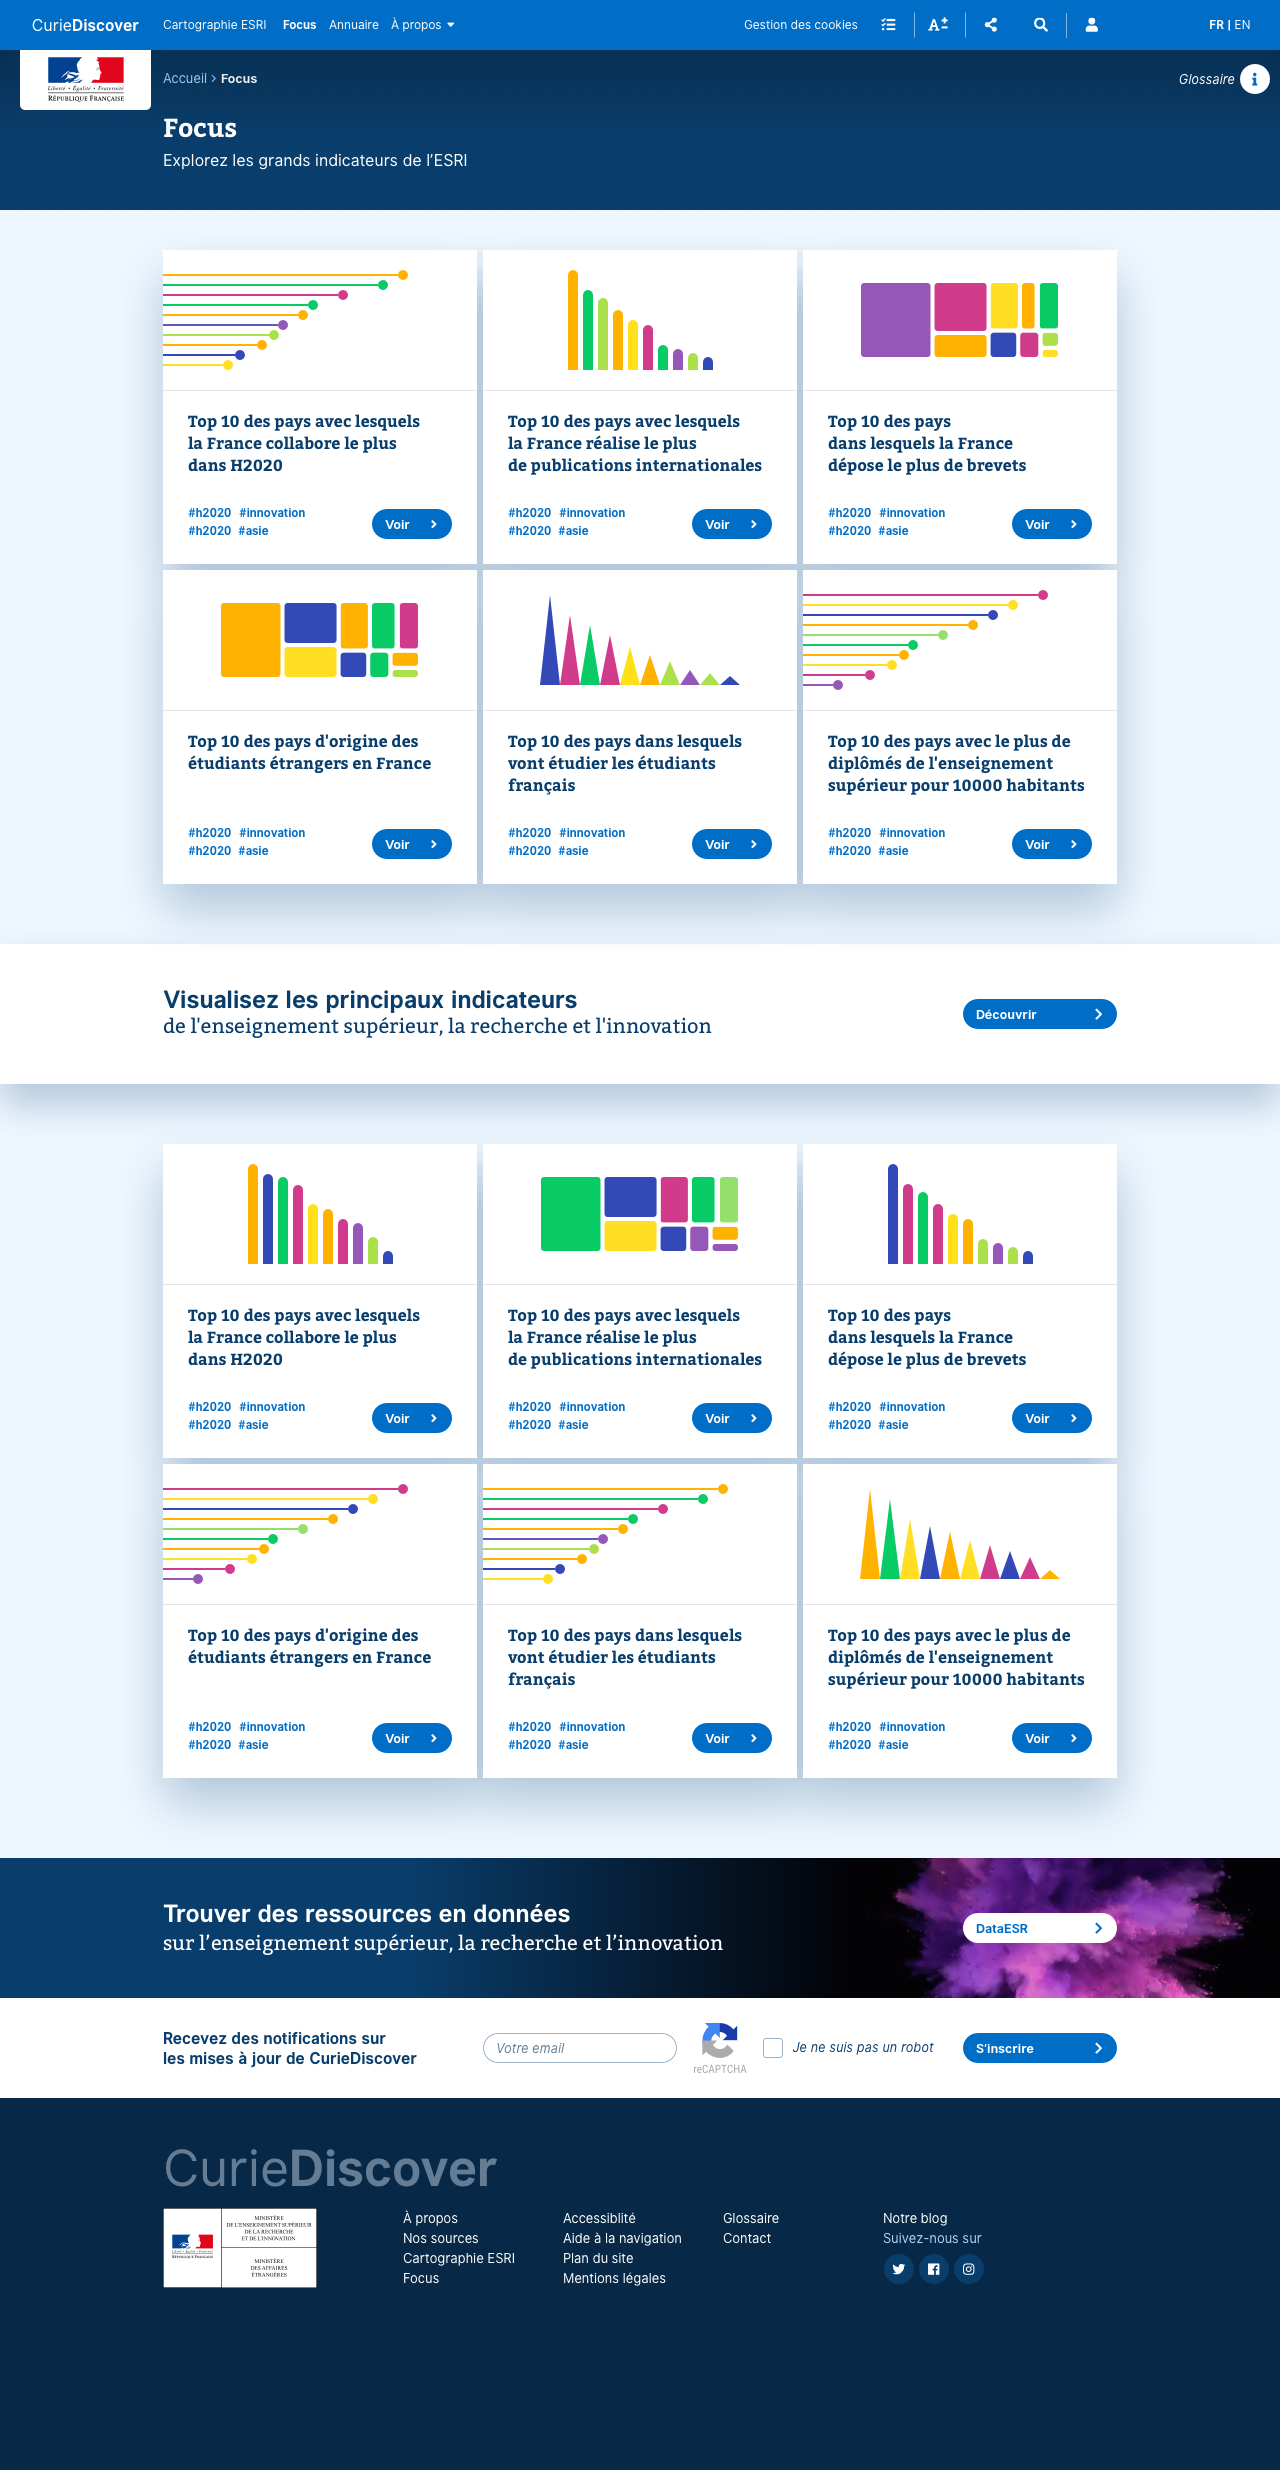 CurieDiscover
Cartographie ESRI
Focus
Annuaire
À propos
Gestion des cookies
A±
FR | EN
Liberté • Égalité • Fraternité
RÉPUBLIQUE FRANÇAISE
Accueil > Focus
Glossaire
Focus
Explorez les grands indicateurs de l’ESRI
Top 10 des pays avec lesquels
la France collabore le plus
dans H2020
#h2020 #innovation
#h2020 #asie
Voir
Top 10 des pays avec lesquels
la France réalise le plus
de publications internationales
#h2020 #innovation
#h2020 #asie
Voir
Top 10 des pays
dans lesquels la France
dépose le plus de brevets
#h2020 #innovation
#h2020 #asie
Voir
Top 10 des pays d'origine des
étudiants étrangers en France
#h2020 #innovation
#h2020 #asie
Voir
Top 10 des pays dans lesquels
vont étudier les étudiants
français
#h2020 #innovation
#h2020 #asie
Voir
Top 10 des pays avec le plus de
diplômés de l'enseignement
supérieur pour 10000 habitants
#h2020 #innovation
#h2020 #asie
Voir
Visualisez les principaux indicateurs
de l'enseignement supérieur, la recherche et l'innovation
Découvrir
Top 10 des pays avec lesquels
la France collabore le plus
dans H2020
#h2020 #innovation
#h2020 #asie
Voir
Top 10 des pays avec lesquels
la France réalise le plus
de publications internationales
#h2020 #innovation
#h2020 #asie
Voir
Top 10 des pays
dans lesquels la France
dépose le plus de brevets
#h2020 #innovation
#h2020 #asie
Voir
Top 10 des pays d'origine des
étudiants étrangers en France
#h2020 #innovation
#h2020 #asie
Voir
Top 10 des pays dans lesquels
vont étudier les étudiants
français
#h2020 #innovation
#h2020 #asie
Voir
Top 10 des pays avec le plus de
diplômés de l'enseignement
supérieur pour 10000 habitants
#h2020 #innovation
#h2020 #asie
Voir
Trouver des ressources en données
sur l’enseignement supérieur, la recherche et l’innovation
DataESR
Recevez des notifications sur
les mises à jour de CurieDiscover
Votre email
reCAPTCHA
Je ne suis pas un robot
S'inscrire
CurieDiscover
Liberté • Égalité • Fraternité
RÉPUBLIQUE FRANÇAISE
MINISTÈRE
DE L'ENSEIGNEMENT SUPÉRIEUR
DE LA RECHERCHE
ET DE L'INNOVATION
MINISTÈRE
DES AFFAIRES
ÉTRANGÈRES
À propos
Nos sources
Cartographie ESRI
Focus
Accessiblité
Aide à la navigation
Plan du site
Mentions légales
Glossaire
Contact
Notre blog
Suivez-nous sur